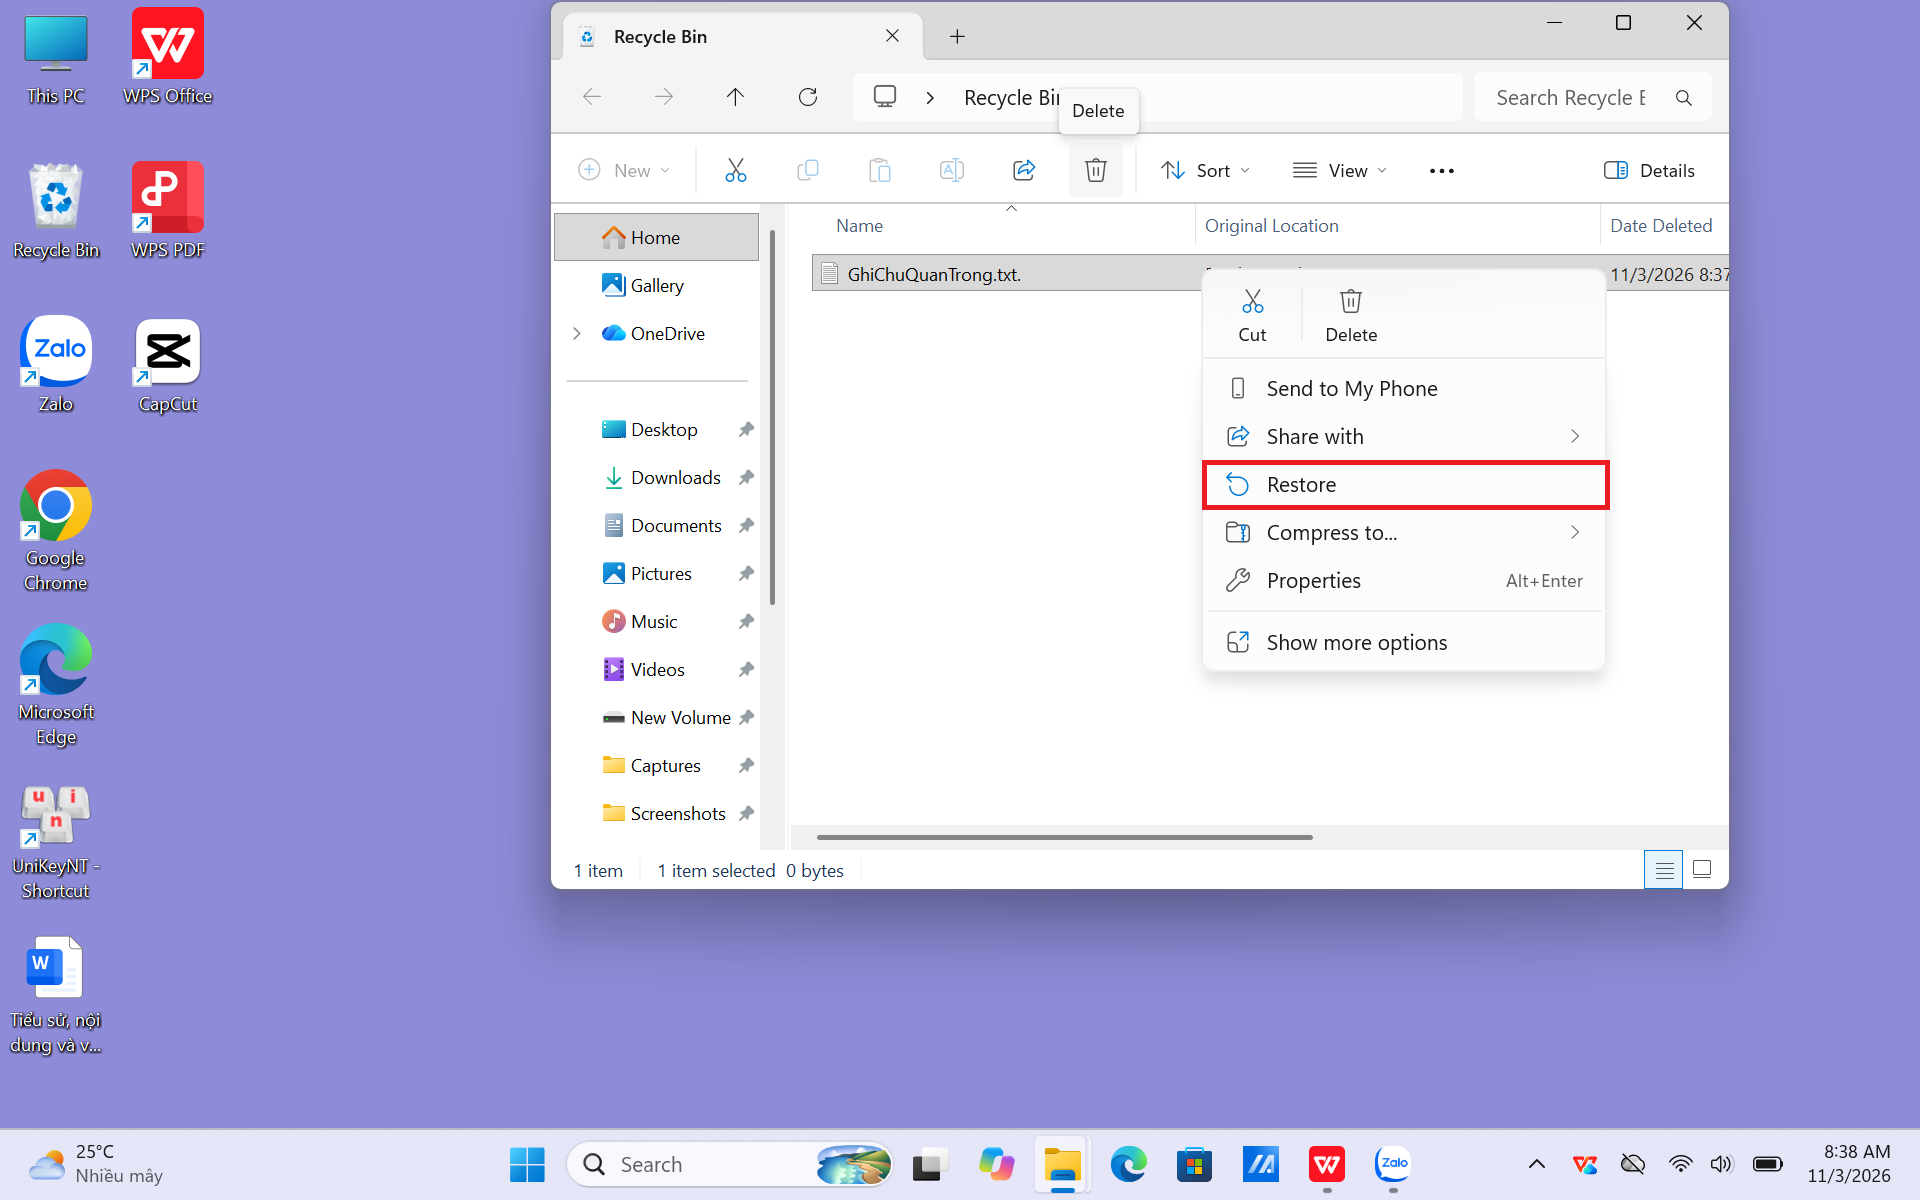 This PC
WPS Office
Recycle Bin
WPS PDF
Zalo
Zalo
CapCut
Google
Chrome
Microsoft
Edge
u i
n
UniKeyNT -
Shortcut
W
Tiểu sử, nội
dung và v...
Recycle Bin
Recycle Bin
Delete
Search Recycle B
New
Sort
View
Details
Home
Gallery
OneDrive
Desktop
Downloads
Documents
Pictures
Music
Videos
New Volume
Captures
Screenshots
Name
Original Location
Date Deleted
GhiChuQuanTrong.txt.
11/3/2026 8:37
Cut
Delete
Send to My Phone
Share with
Restore
Compress to...
Properties
Alt+Enter
Show more options
1 item
1 item selected 0 bytes
25°C
Nhiều mây
Search
Zalo
8:38 AM
11/3/2026